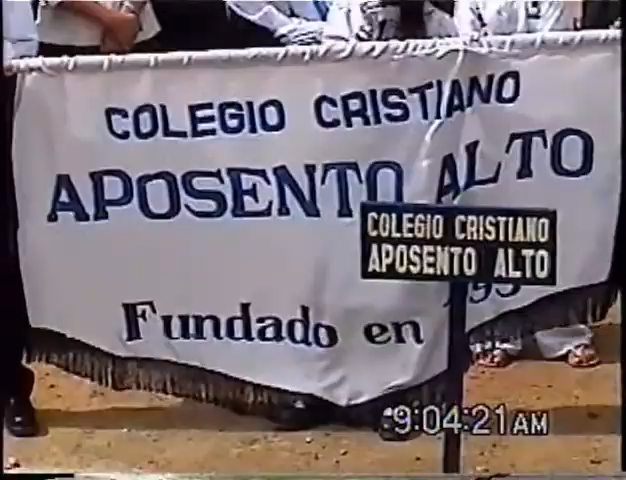 COLEGIO CRISTIANO
APOSENTO ALTO
COLEGIO CRISTIANO
APOSENTO ALTO
Fundado en
9:04:21 AM